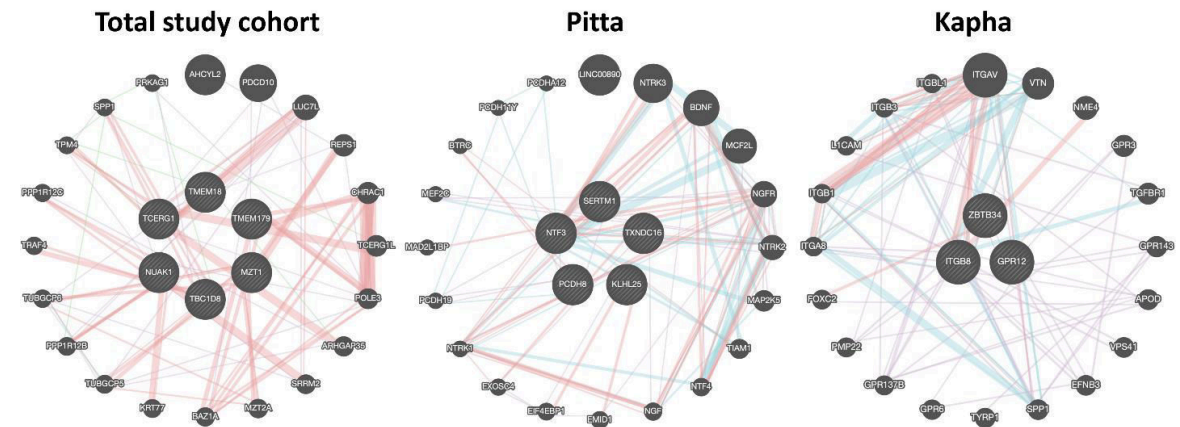 Total study cohort
Pitta
Kapha
AHCYL2
PDCD10
PRKAG1
LUC7L
SPP1
REPS1
TPM4
CHRAC1
PPP1R12C
TMEM18
TCERG1
TMEM179
TCERG1L
TRAF4
NUAK1
MZT1
TBC1D8
POLE3
TUBGCP6
PPP1R12B
ARHGAP35
TUBGCP5
SRRM2
KRT77
BAZ1A
MZT2A
LINC00890
NTRK3
PCDHA12
BDNF
PCDH11Y
MCF2L
BTRC
NGFR
MEF2C
SERTM1
NTF3
TXNDC16
NTRK2
MAD2L1BP
PCDH8
KLHL25
MAP2K5
PCDH19
TIAM1
NTRK1
NTF4
EXOSC4
EIF4EBP1
EMID1
NGF
ITGAV
VTN
ITGBL1
NME4
ITGB3
GPR3
L1CAM
TGFBR1
ITGB1
ZBTB34
ITGB8
GPR12
GPR143
ITGA8
APOD
FOXC2
VPS41
PMP22
EFNB3
GPR137B
SPP1
GPR6
TYRP1